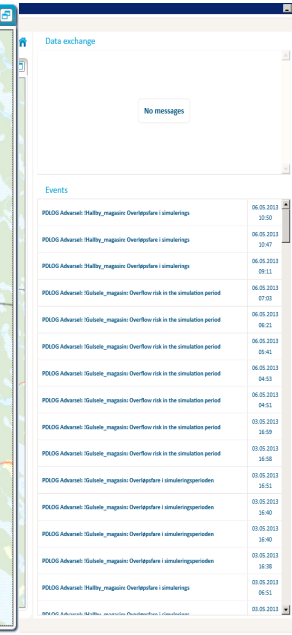 Data exchange
No messages
Events
PDLOG Advarsel: !Hallby_magasin: Overløpsfare i simulerings 06.05.2013 10:50
PDLOG Advarsel: !Hallby_magasin: Overløpsfare i simulerings 06.05.2013 10:47
PDLOG Advarsel: !Hallby_magasin: Overløpsfare i simulerings 06.05.2013 09:11
PDLOG Advarsel: !Gulsele_magasin: Overflow risk in the simulation period 06.05.2013 07:03
PDLOG Advarsel: !Gulsele_magasin: Overflow risk in the simulation period 06.05.2013 06:21
PDLOG Advarsel: !Gulsele_magasin: Overflow risk in the simulation period 06.05.2013 05:41
PDLOG Advarsel: !Gulsele_magasin: Overflow risk in the simulation period 06.05.2013 04:53
PDLOG Advarsel: !Gulsele_magasin: Overflow risk in the simulation period 06.05.2013 04:51
PDLOG Advarsel: !Gulsele_magasin: Overflow risk in the simulation period 03.05.2013 16:59
PDLOG Advarsel: !Gulsele_magasin: Overflow risk in the simulation period 03.05.2013 16:58
PDLOG Advarsel: !Gulsele_magasin: Overløpsfare i simuleringsperioden 03.05.2013 16:51
PDLOG Advarsel: !Gulsele_magasin: Overløpsfare i simuleringsperioden 03.05.2013 16:40
PDLOG Advarsel: !Gulsele_magasin: Overløpsfare i simuleringsperioden 03.05.2013 16:40
PDLOG Advarsel: !Gulsele_magasin: Overløpsfare i simuleringsperioden 03.05.2013 16:38
PDLOG Advarsel: !Hallby_magasin: Overløpsfare i simulerings 03.05.2013 06:51
PDLOG Advarsel: !Hallby_magasin: Overløpsfare i simulerings 03.05.2013